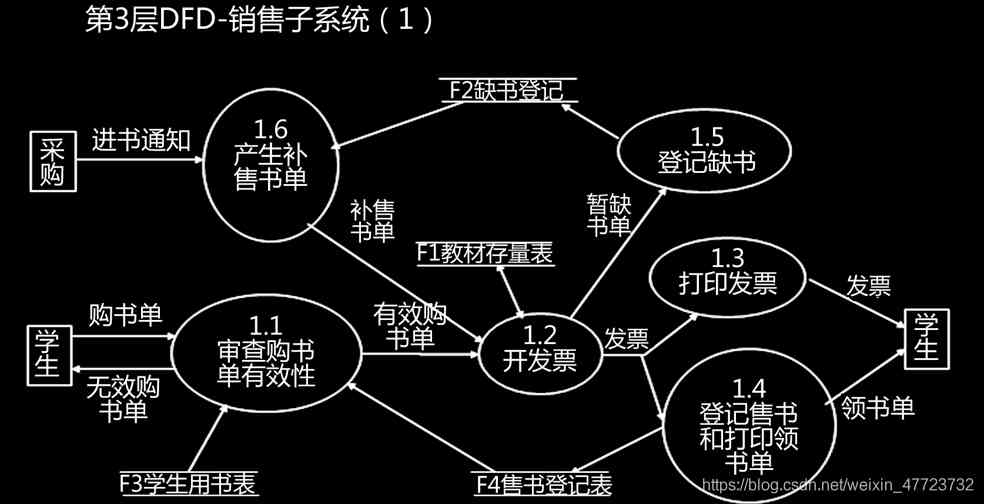 第3层DFD-销售子系统（1）
F2缺书登记
采
购
进书通知
1.6
产生补
售书单
1.5
登记缺书
补售
书单
暂缺
书单
F1教材存量表
1.3
打印发票
发票
学
生
购书单
无效购
书单
1.1
审查购书
单有效性
有效购
书单
1.2
开发票
发票
学
生
1.4
登记售书
和打印领
书单
领书单
F3学生用书表
F4售书登记表
https://blog.csdn.net/weixin_47723732